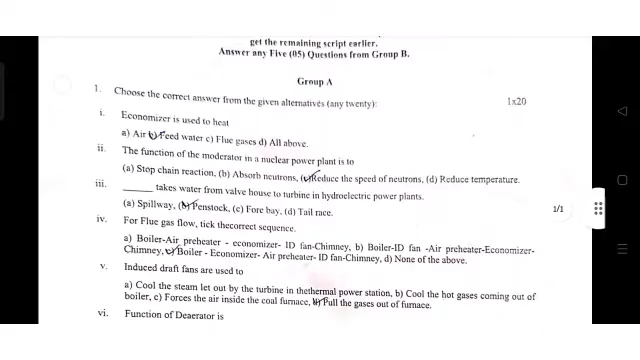 get the remaining script earlier.
Answer any Five (05) Questions from Group B.
Group A
1. Choose the correct answer from the given alternatives (any twenty): 1x20
i. Economizer is used to heat
a) Air b) Feed water c) Flue gases d) All above.
ii. The function of the moderator in a nuclear power plant is to
(a) Stop chain reaction, (b) Absorb neutrons, (c) Reduce the speed of neutrons, (d) Reduce temperature.
iii. ______ takes water from valve house to turbine in hydroelectric power plants.
(a) Spillway, (b) Penstock, (c) Fore bay, (d) Tail race.
1/1
iv. For Flue gas flow, tick thecorrect sequence.
a) Boiler-Air preheater - economizer- ID fan-Chimney, b) Boiler-ID fan -Air preheater-Economizer-
Chimney, c) Boiler - Economizer- Air preheater- ID fan-Chimney, d) None of the above.
v. Induced draft fans are used to
a) Cool the steam let out by the turbine in thethermal power station, b) Cool the hot gases coming out of
boiler, c) Forces the air inside the coal furnace, d) Pull the gases out of furnace.
vi. Function of Deaerator is